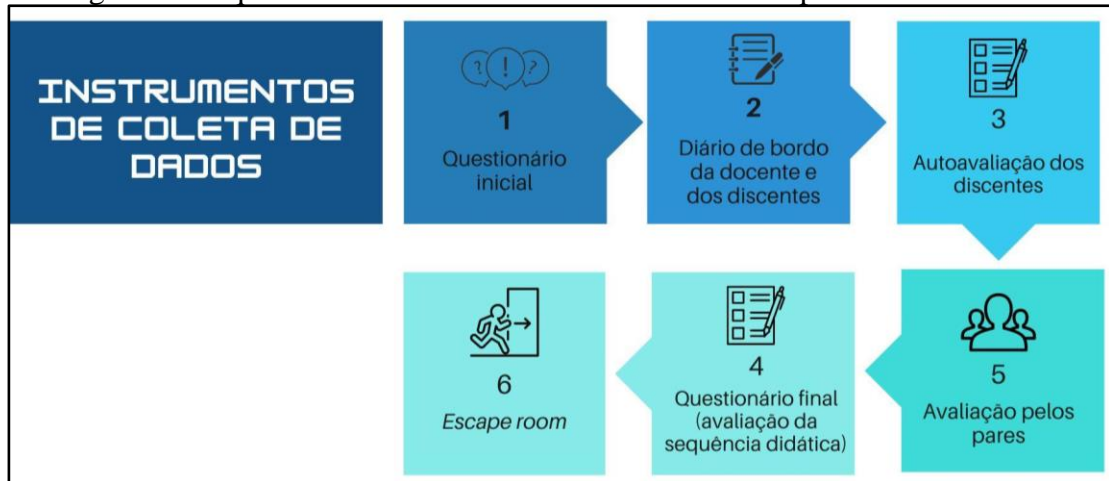 INSTRUMENTOS
DE COLETA DE
DADOS
?
!
?
1
Questionário
inicial
2
Diário de bordo
da docente e
dos discentes
3
Autoavaliação dos
discentes
5
Avaliação pelos
pares
4
Questionário final
(avaliação da
sequência didática)
6
Escape room